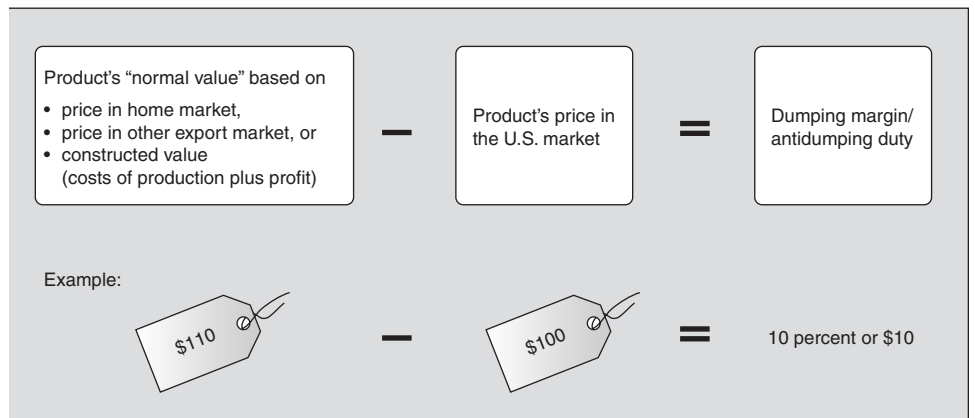 Product’s “normal value” based on
• price in home market,
• price in other export market, or
• constructed value
(costs of production plus profit)
–
Product’s price in
the U.S. market
=
Dumping margin/
antidumping duty
Example:
$110
–
$100
=
10 percent or $10